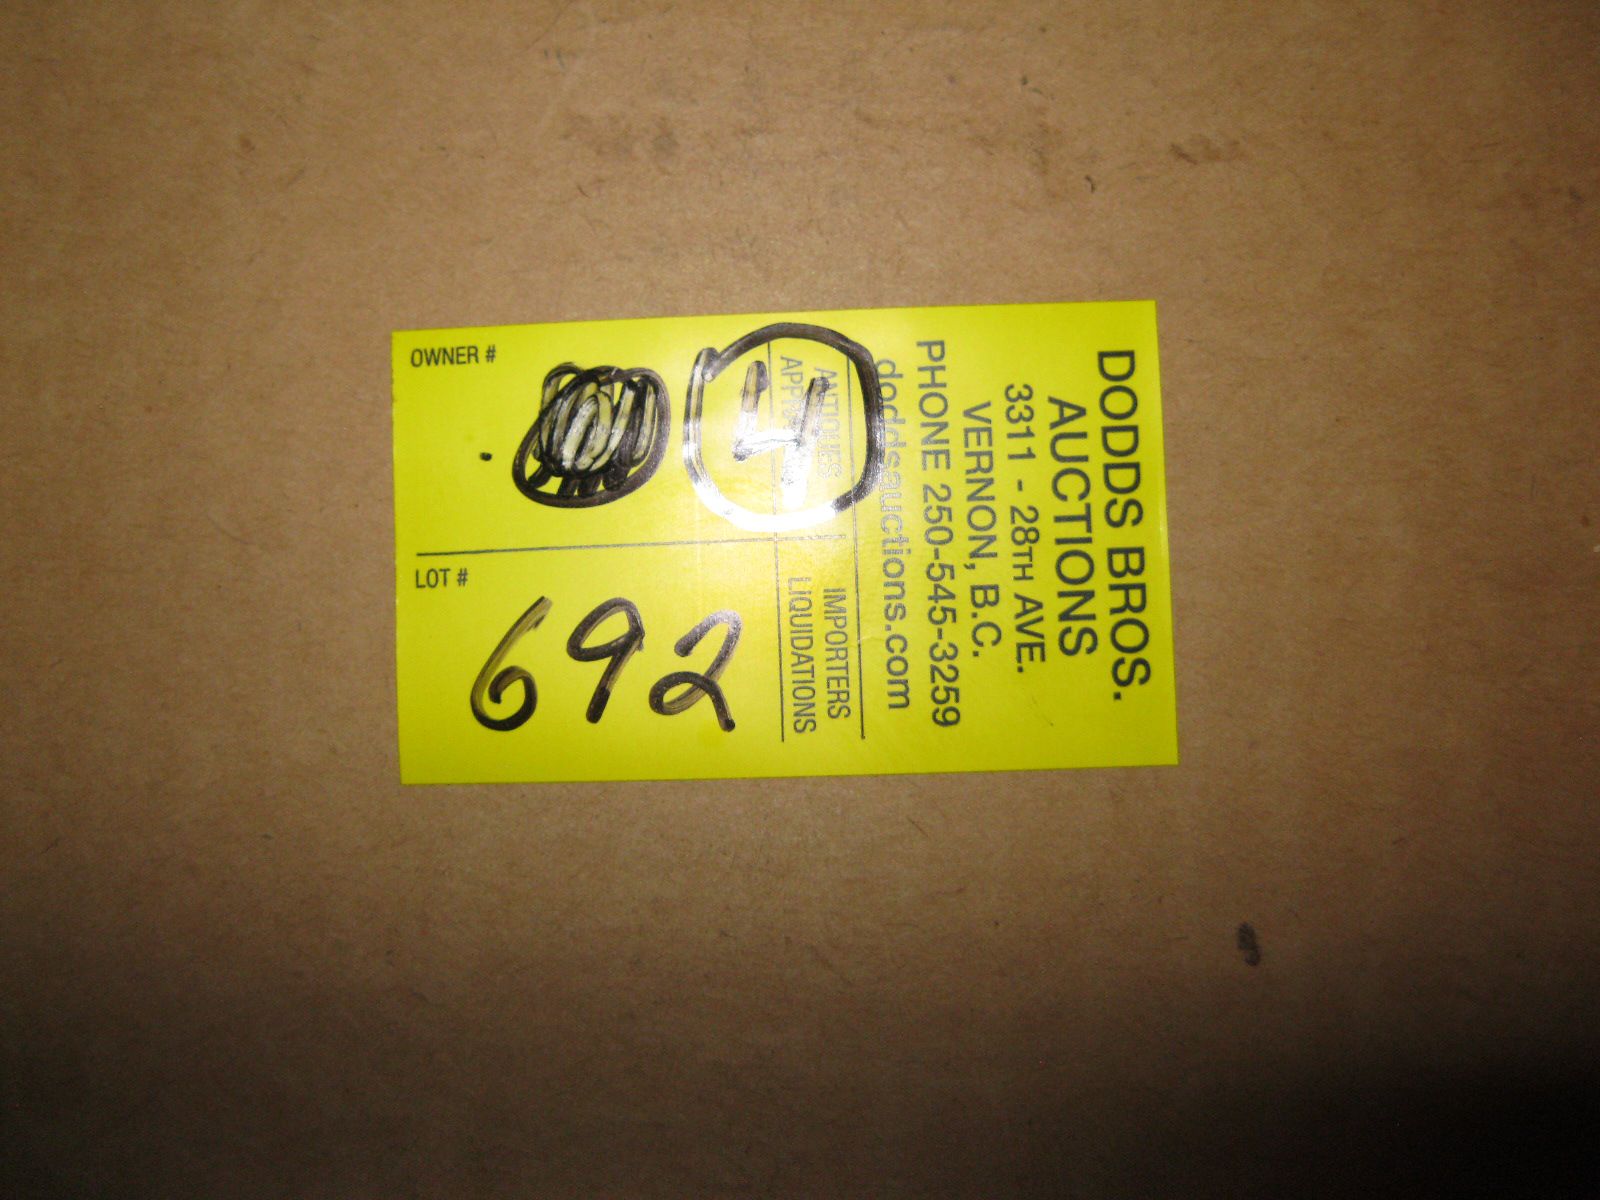 DODDS BROS.
AUCTIONS
3311 - 28TH AVE.
VERNON, B.C.
PHONE 250-545-3259
doddsauctions.com
ANTIQUES
IMPORTERS
LIQUIDATIONS
OWNER #
4
LOT #
692